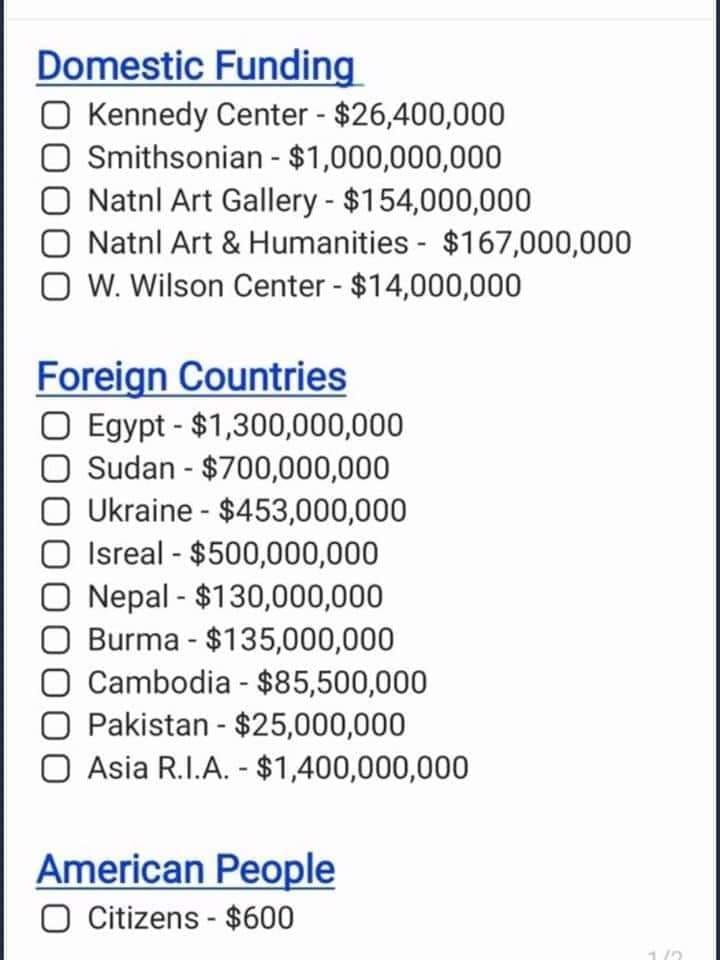 Domestic Funding
Kennedy Center - $26,400,000
Smithsonian - $1,000,000,000
Natnl Art Gallery - $154,000,000
Natnl Art & Humanities - $167,000,000
W. Wilson Center - $14,000,000
Foreign Countries
Egypt - $1,300,000,000
Sudan - $700,000,000
Ukraine - $453,000,000
Isreal - $500,000,000
Nepal - $130,000,000
Burma - $135,000,000
Cambodia - $85,500,000
Pakistan - $25,000,000
Asia R.I.A. - $1,400,000,000
American People
Citizens - $600